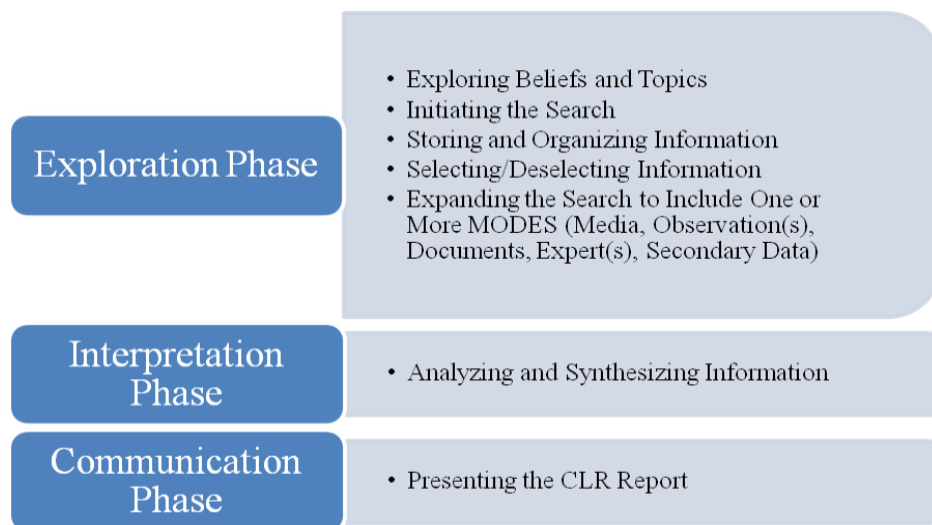 Exploration Phase
• Exploring Beliefs and Topics
• Initiating the Search
• Storing and Organizing Information
• Selecting/Deselecting Information
• Expanding the Search to Include One or
More MODES (Media, Observation(s),
Documents, Expert(s), Secondary Data)
Interpretation
Phase
• Analyzing and Synthesizing Information
Communication
Phase
• Presenting the CLR Report